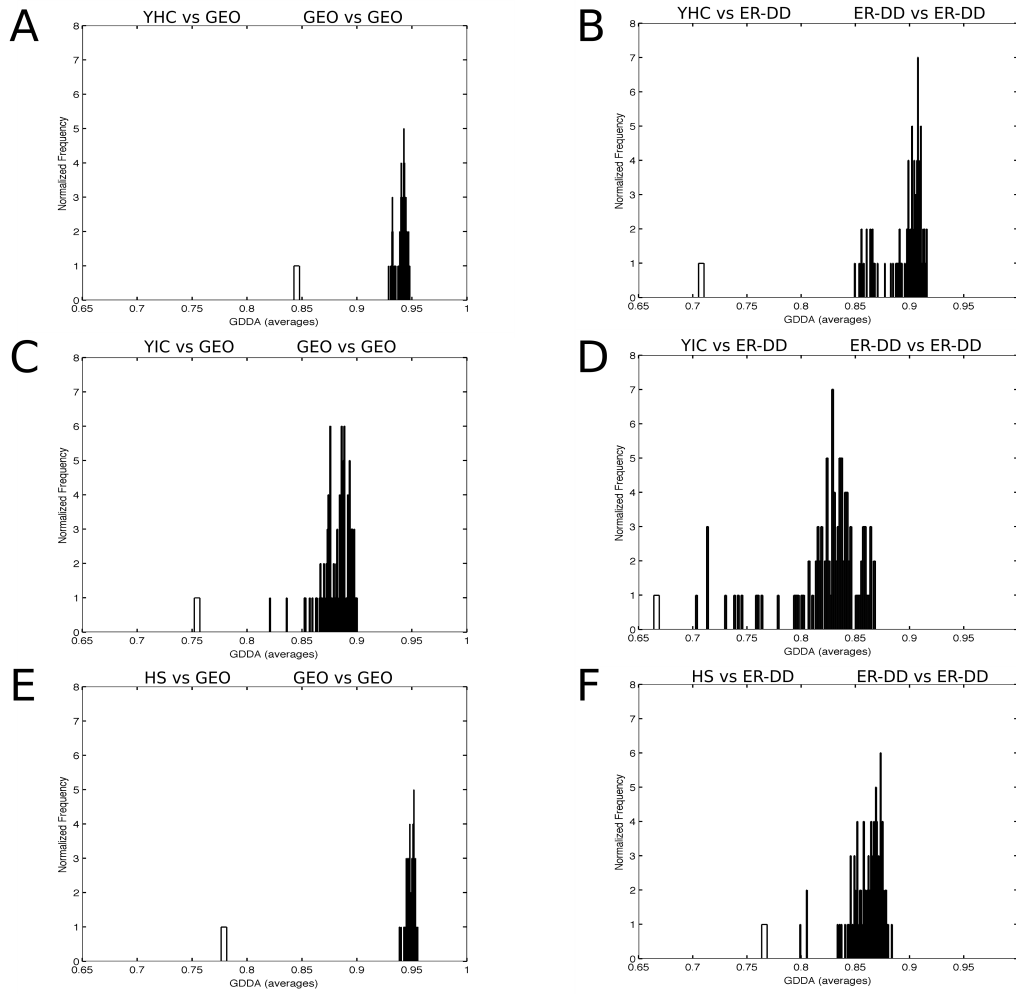 A
YHC vs GEO GEO vs GEO
8
7
6
5
4
3
2
1
0
Normalized Frequency
0.65 0.7 0.75 0.8 0.85 0.9 0.95 1
GDDA (averages)
B
YHC vs ER-DD ER-DD vs ER-DD
8
7
6
5
4
3
2
1
0
Normalized Frequency
0.65 0.7 0.75 0.8 0.85 0.9 0.95
GDDA (averages)
C
YIC vs GEO GEO vs GEO
8
7
6
5
4
3
2
1
0
Normalized Frequency
0.65 0.7 0.75 0.8 0.85 0.9 0.95 1
GDDA (averages)
D
YIC vs ER-DD ER-DD vs ER-DD
8
7
6
5
4
3
2
1
0
Normalized Frequency
0.65 0.7 0.75 0.8 0.85 0.9 0.95
GDDA (averages)
E
HS vs GEO GEO vs GEO
8
7
6
5
4
3
2
1
0
Normalized Frequency
0.65 0.7 0.75 0.8 0.85 0.9 0.95 1
GDDA (averages)
F
HS vs ER-DD ER-DD vs ER-DD
8
7
6
5
4
3
2
1
0
Normalized Frequency
0.65 0.7 0.75 0.8 0.85 0.9 0.95
GDDA (averages)